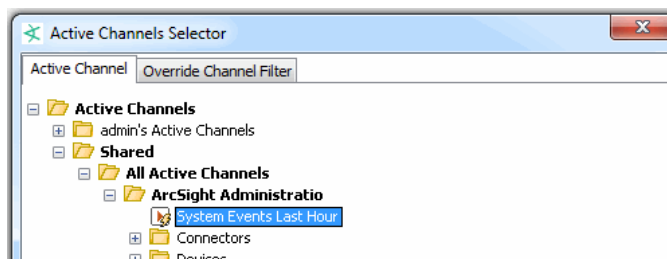 Active Channels Selector
Active Channel Override Channel Filter
Active Channels
admin's Active Channels
Shared
All Active Channels
ArcSight Administratio
System Events Last Hour
Connectors
Devices